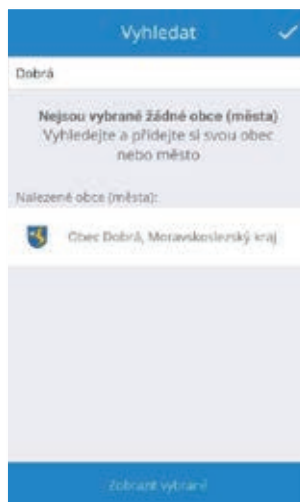 Vyhledat
Dobrá
Nejsou vybrané žádné obce (města)
Vyhledejte a přidejte si svou obec
nebo město
Nalezené obce (města):
Obec Dobrá, Moravskoslezský kraj
Zobrazit vybrané